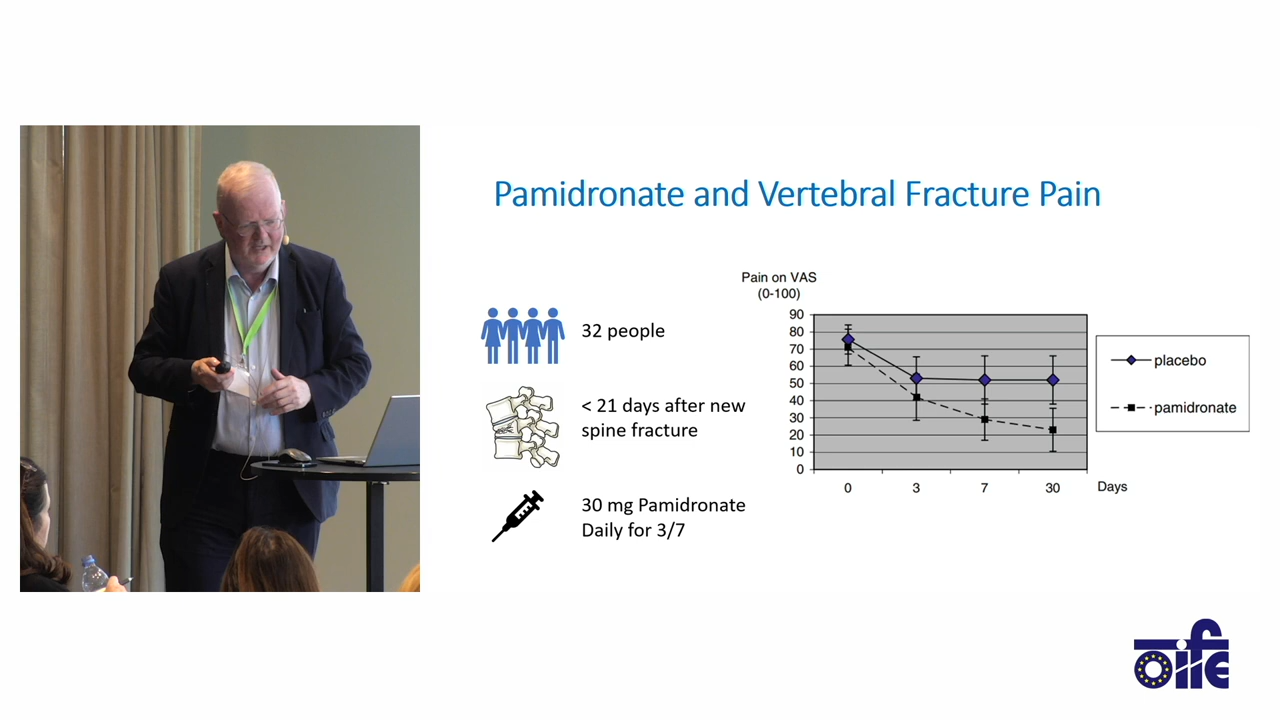 Pamidronate and Vertebral Fracture Pain
32 people
< 21 days after new
spine fracture
30 mg Pamidronate
Daily for 3/7
Pain on VAS
(0-100)
90
80
70
60
50
40
30
20
10
0
0 3 7 30 Days
placebo
pamidronate
oife